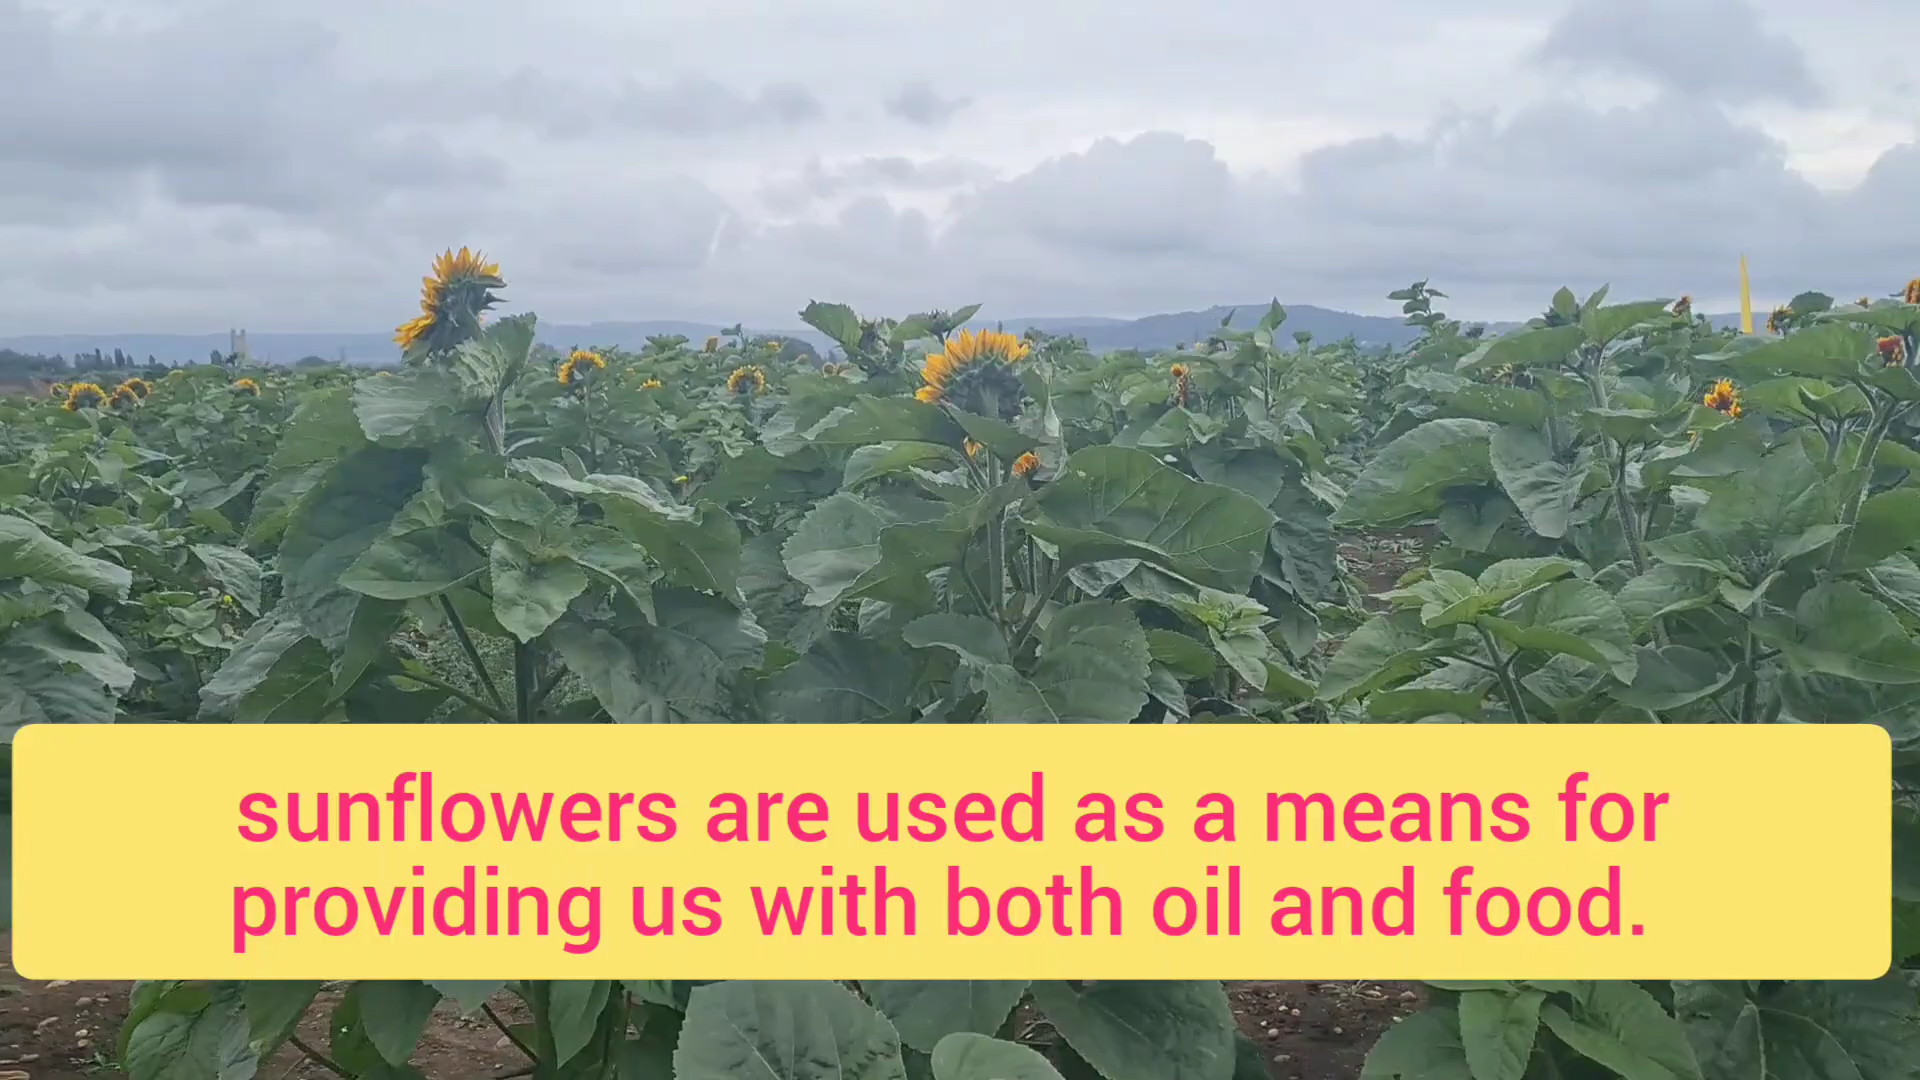 sunflowers are used as a means for
providing us with both oil and food.